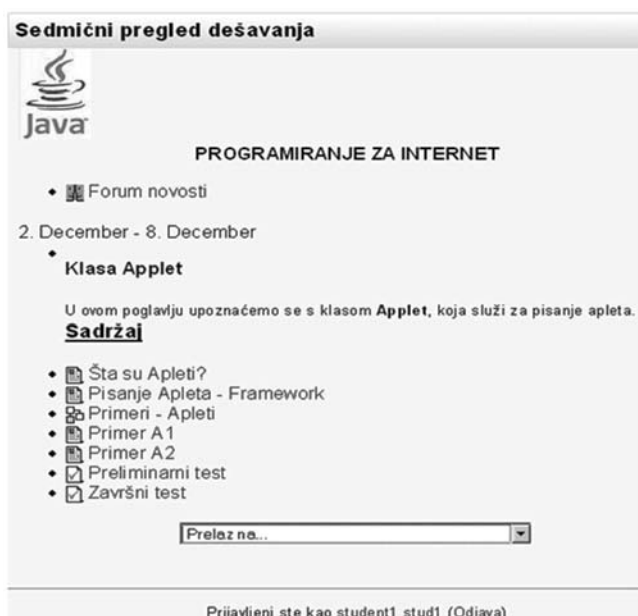 Sedmični pregled dešavanja
Java
PROGRAMIRANJE ZA INTERNET
Forum novosti
2. December - 8. December
Klasa Applet
U ovom poglavlju upoznaćemo se s klasom Applet, koja služi za pisanje apleta.
Sadržaj
Šta su Apleti?
Pisanje Apleta - Framework
Primeri - Apleti
Primer A1
Primer A2
Preliminarni test
Završni test
Prelaz na...
Prijavljeni ste kao student1 stud1 (Odjava)